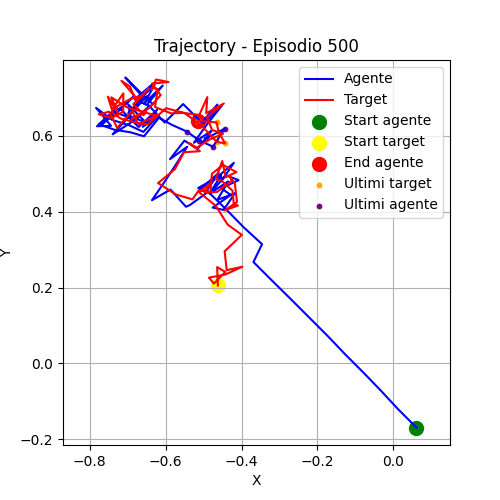 Trajectory - Episodio 500
Agente
Target
Start agente
Start target
End agente
Ultimi target
Ultimi agente
Y
0.6
0.4
0.2
0.0
−0.2
−0.8
−0.6
−0.4
−0.2
0.0
X